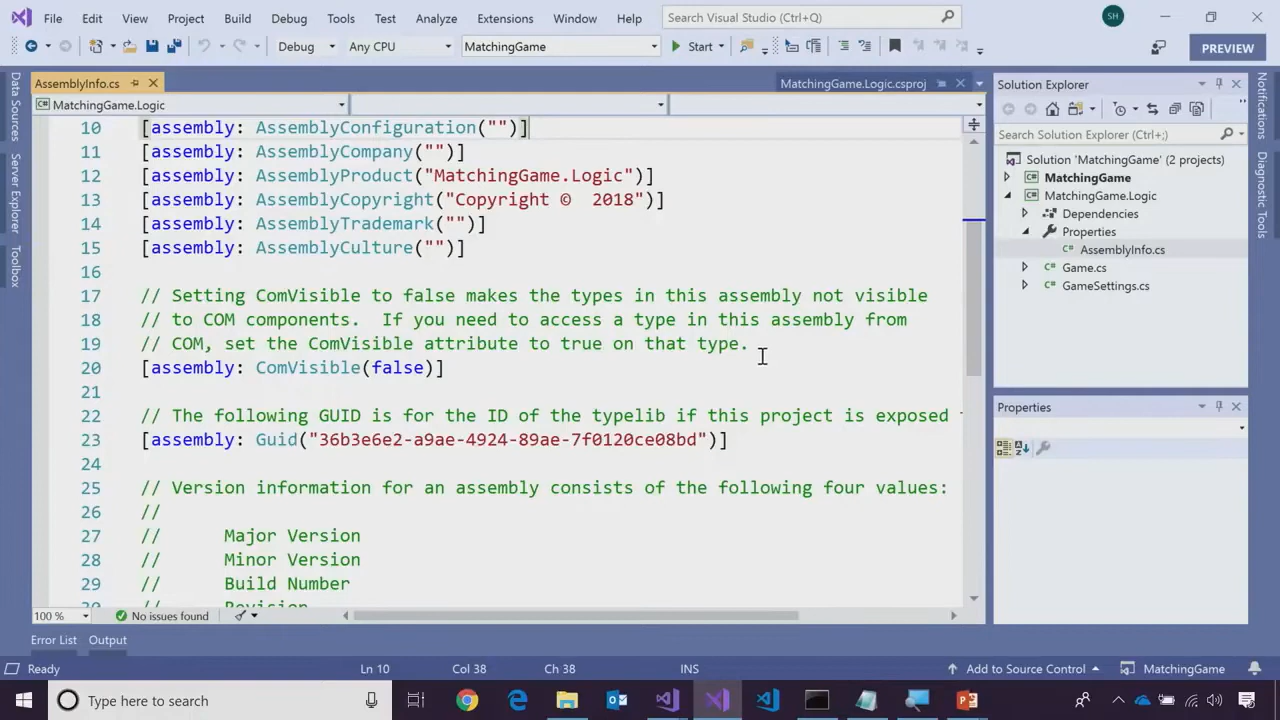 File Edit View Project Build Debug Tools Test Analyze Extensions Window Help Search Visual Studio (Ctrl+Q) SH
Debug Any CPU MatchingGame Start PREVIEW
Data Sources
Server Explorer
Toolbox
AssemblyInfo.cs MatchingGame.Logic.csproj
MatchingGame.Logic
10 [assembly: AssemblyConfiguration("")]
11 [assembly: AssemblyCompany("")]
12 [assembly: AssemblyProduct("MatchingGame.Logic")]
13 [assembly: AssemblyCopyright("Copyright ©  2018")]
14 [assembly: AssemblyTrademark("")]
15 [assembly: AssemblyCulture("")]
16
17 // Setting ComVisible to false makes the types in this assembly not visible
18 // to COM components.  If you need to access a type in this assembly from
19 // COM, set the ComVisible attribute to true on that type.
20 [assembly: ComVisible(false)]
21
22 // The following GUID is for the ID of the typelib if this project is exposed
23 [assembly: Guid("36b3e6e2-a9ae-4924-89ae-7f0120ce08bd")]
24
25 // Version information for an assembly consists of the following four values:
26 //
27 //      Major Version
28 //      Minor Version
29 //      Build Number
30 //      Revision
100 % No issues found
Solution Explorer
Search Solution Explorer (Ctrl+;)
Solution 'MatchingGame' (2 projects)
MatchingGame
MatchingGame.Logic
Dependencies
Properties
AssemblyInfo.cs
Game.cs
GameSettings.cs
Properties
Notifications
Diagnostic Tools
Error List Output
Ready Ln 10 Col 38 Ch 38 INS Add to Source Control MatchingGame
Type here to search